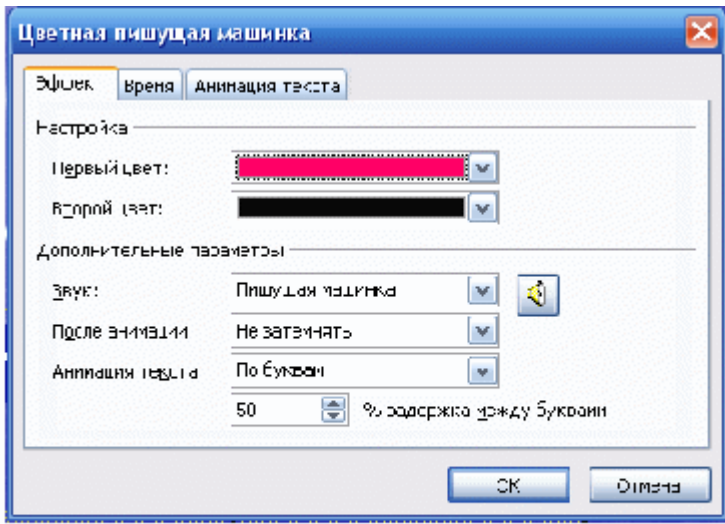 Цветная пишущая машинка
Эффект Время Анимация текста
Настройка
Первый цвет:
Второй цвет:
Дополнительные параметры
Звук: Пишущая машинка
После анимации Не затемнять
Анимация текста По буквам
50 % задержка между буквами
ОК Отмена